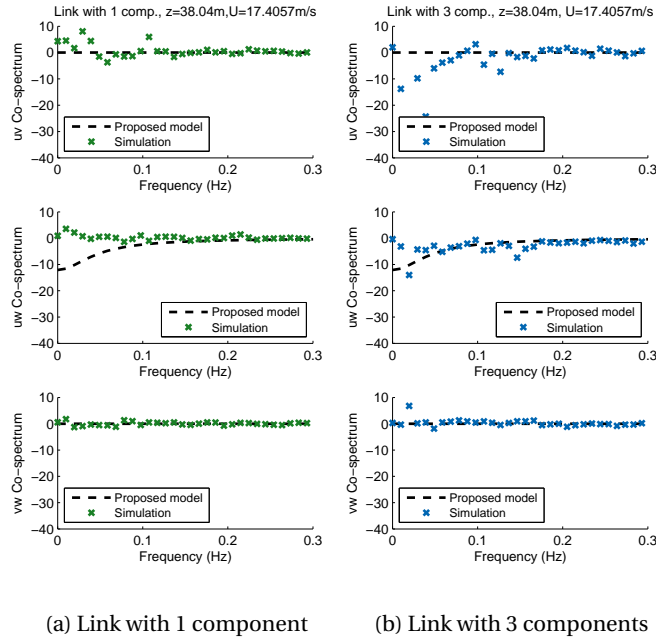 Link with 1 comp., z=38.04m,U=17.4057m/s
10
0
−10
−20
−30
−40
uv Co−spectrum
Proposed model
Simulation
0 0.1 0.2 0.3
Frequency (Hz)
10
0
−10
−20
−30
−40
uw Co−spectrum
Proposed model
Simulation
0 0.1 0.2 0.3
Frequency (Hz)
10
0
−10
−20
−30
−40
vw Co−spectrum
Proposed model
Simulation
0 0.1 0.2 0.3
Frequency (Hz)
(a) Link with 1 component
Link with 3 comp., z=38.04m, U=17.4057m/s
10
0
−10
−20
−30
−40
uv Co−spectrum
Proposed model
Simulation
0 0.1 0.2 0.3
Frequency (Hz)
10
0
−10
−20
−30
−40
uw Co−spectrum
Proposed model
Simulation
0 0.1 0.2 0.3
Frequency (Hz)
10
0
−10
−20
−30
−40
vw Co−spectrum
Proposed model
Simulation
0 0.1 0.2 0.3
Frequency (Hz)
(b) Link with 3 components